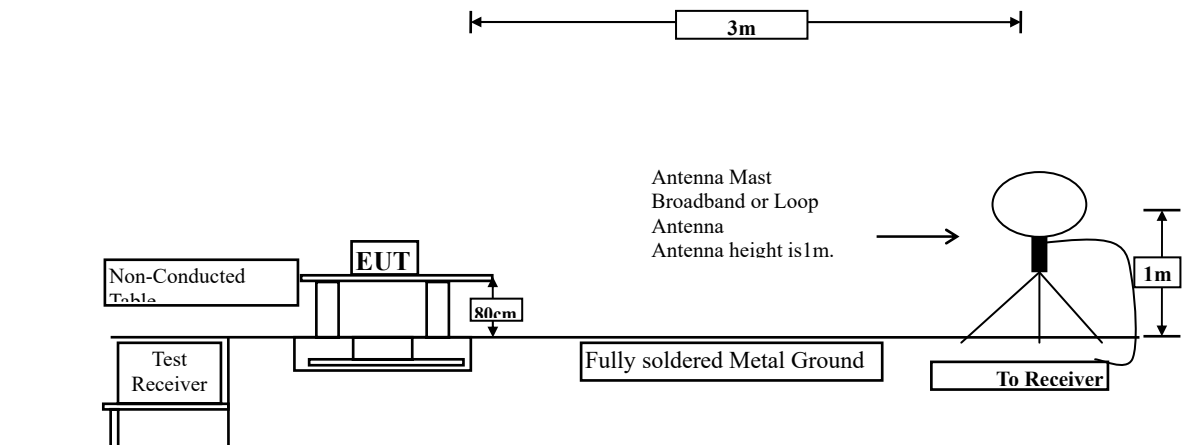 3m
Antenna Mast
Broadband or Loop
Antenna
Antenna height is1m.
EUT
Non-Conducted
Table
80cm
1m
Test
Receiver
Fully soldered Metal Ground
To Receiver